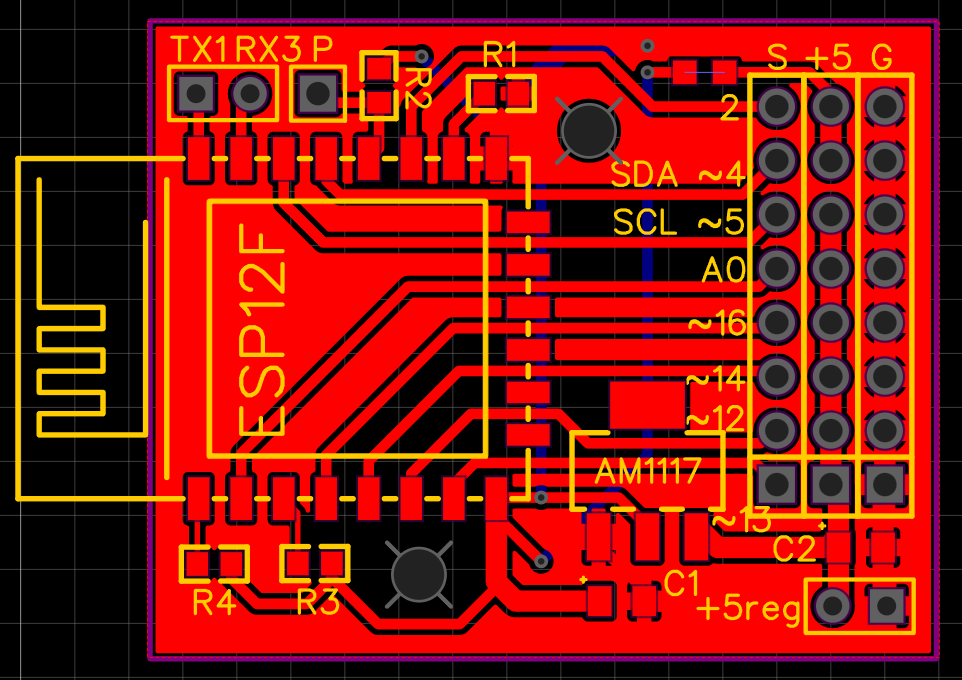 TX1 RX3 P
R2
R1
S +5 G
2
SDA ~4
SCL ~5
A0
~16
~14
~12
ESP12F
AM1117
~13
C2
R4
R3
C1
+5reg